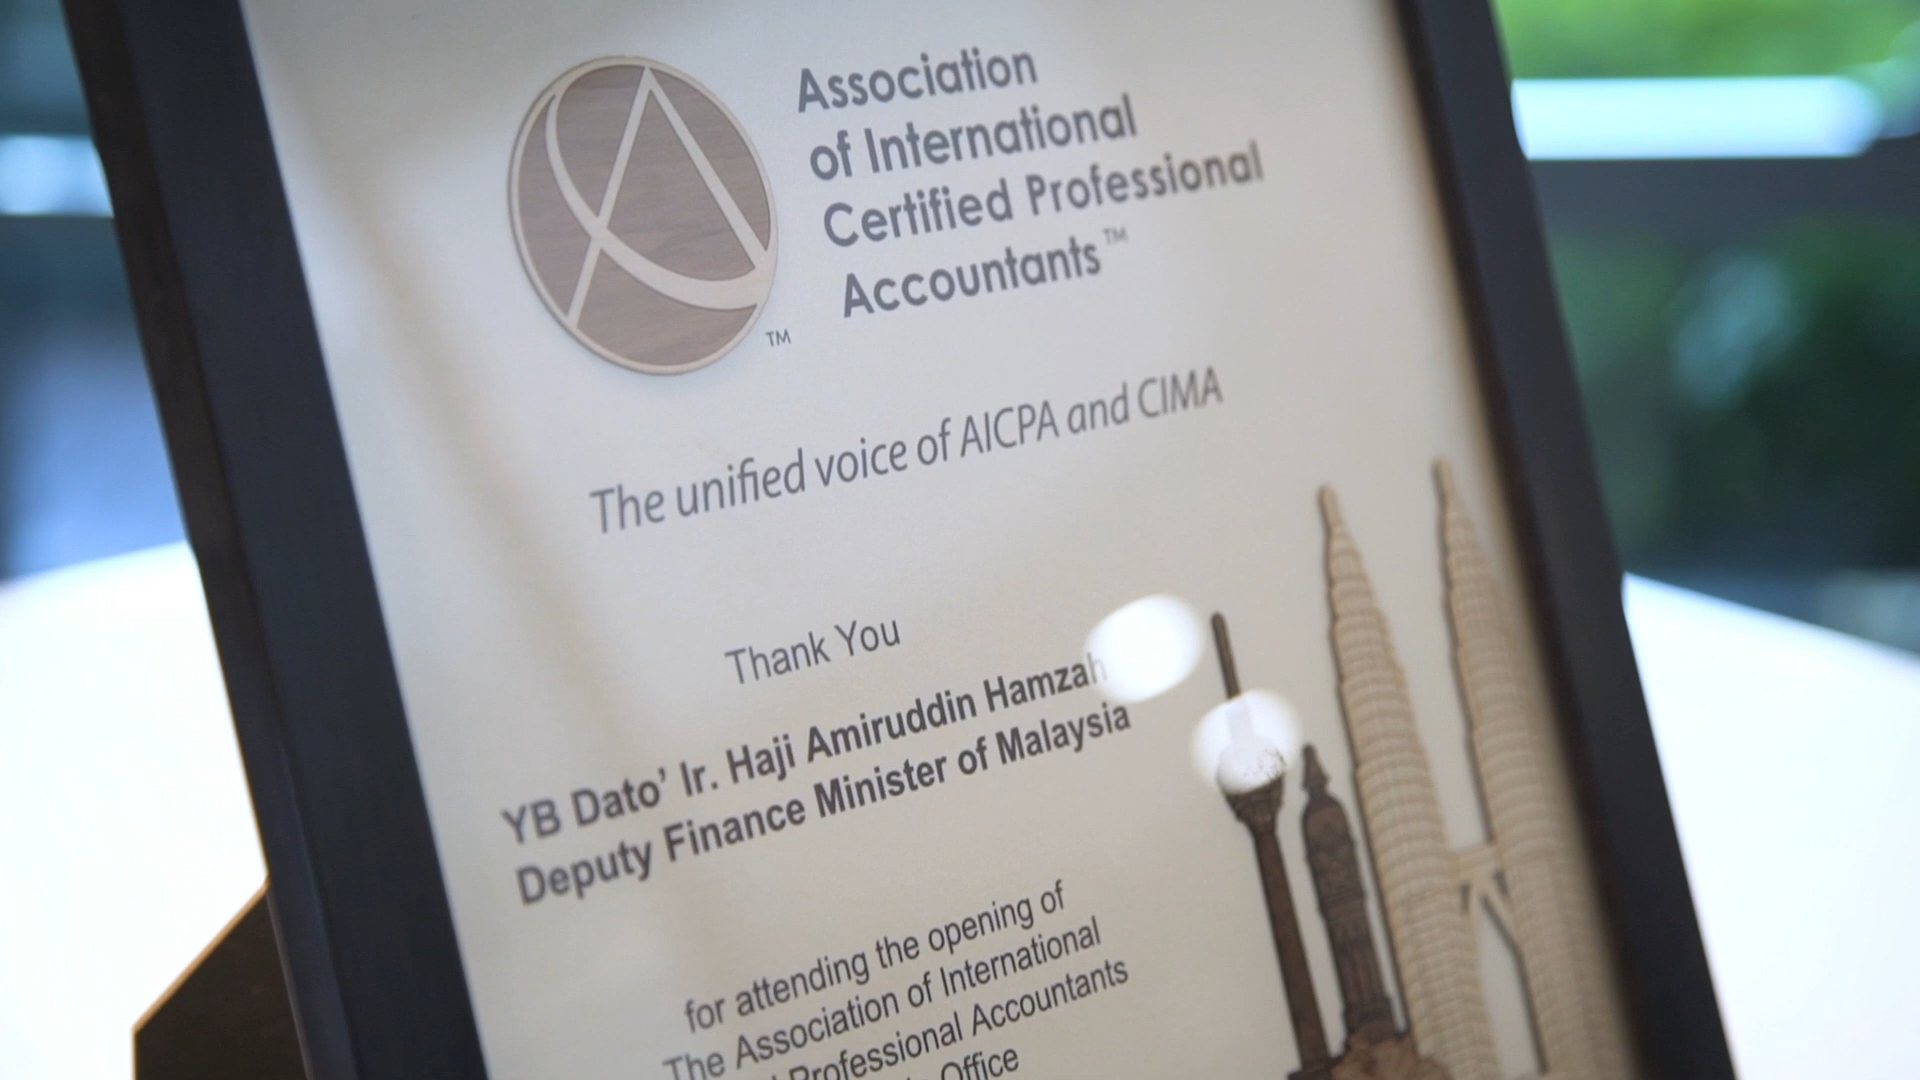 Association
of International
Certified Professional
Accountants™
TM
The unified voice of AICPA and CIMA
Thank You
YB Dato’ Ir. Haji Amiruddin Hamzah
Deputy Finance Minister of Malaysia
for attending the opening of
The Association of International
Professional Accountants
Office